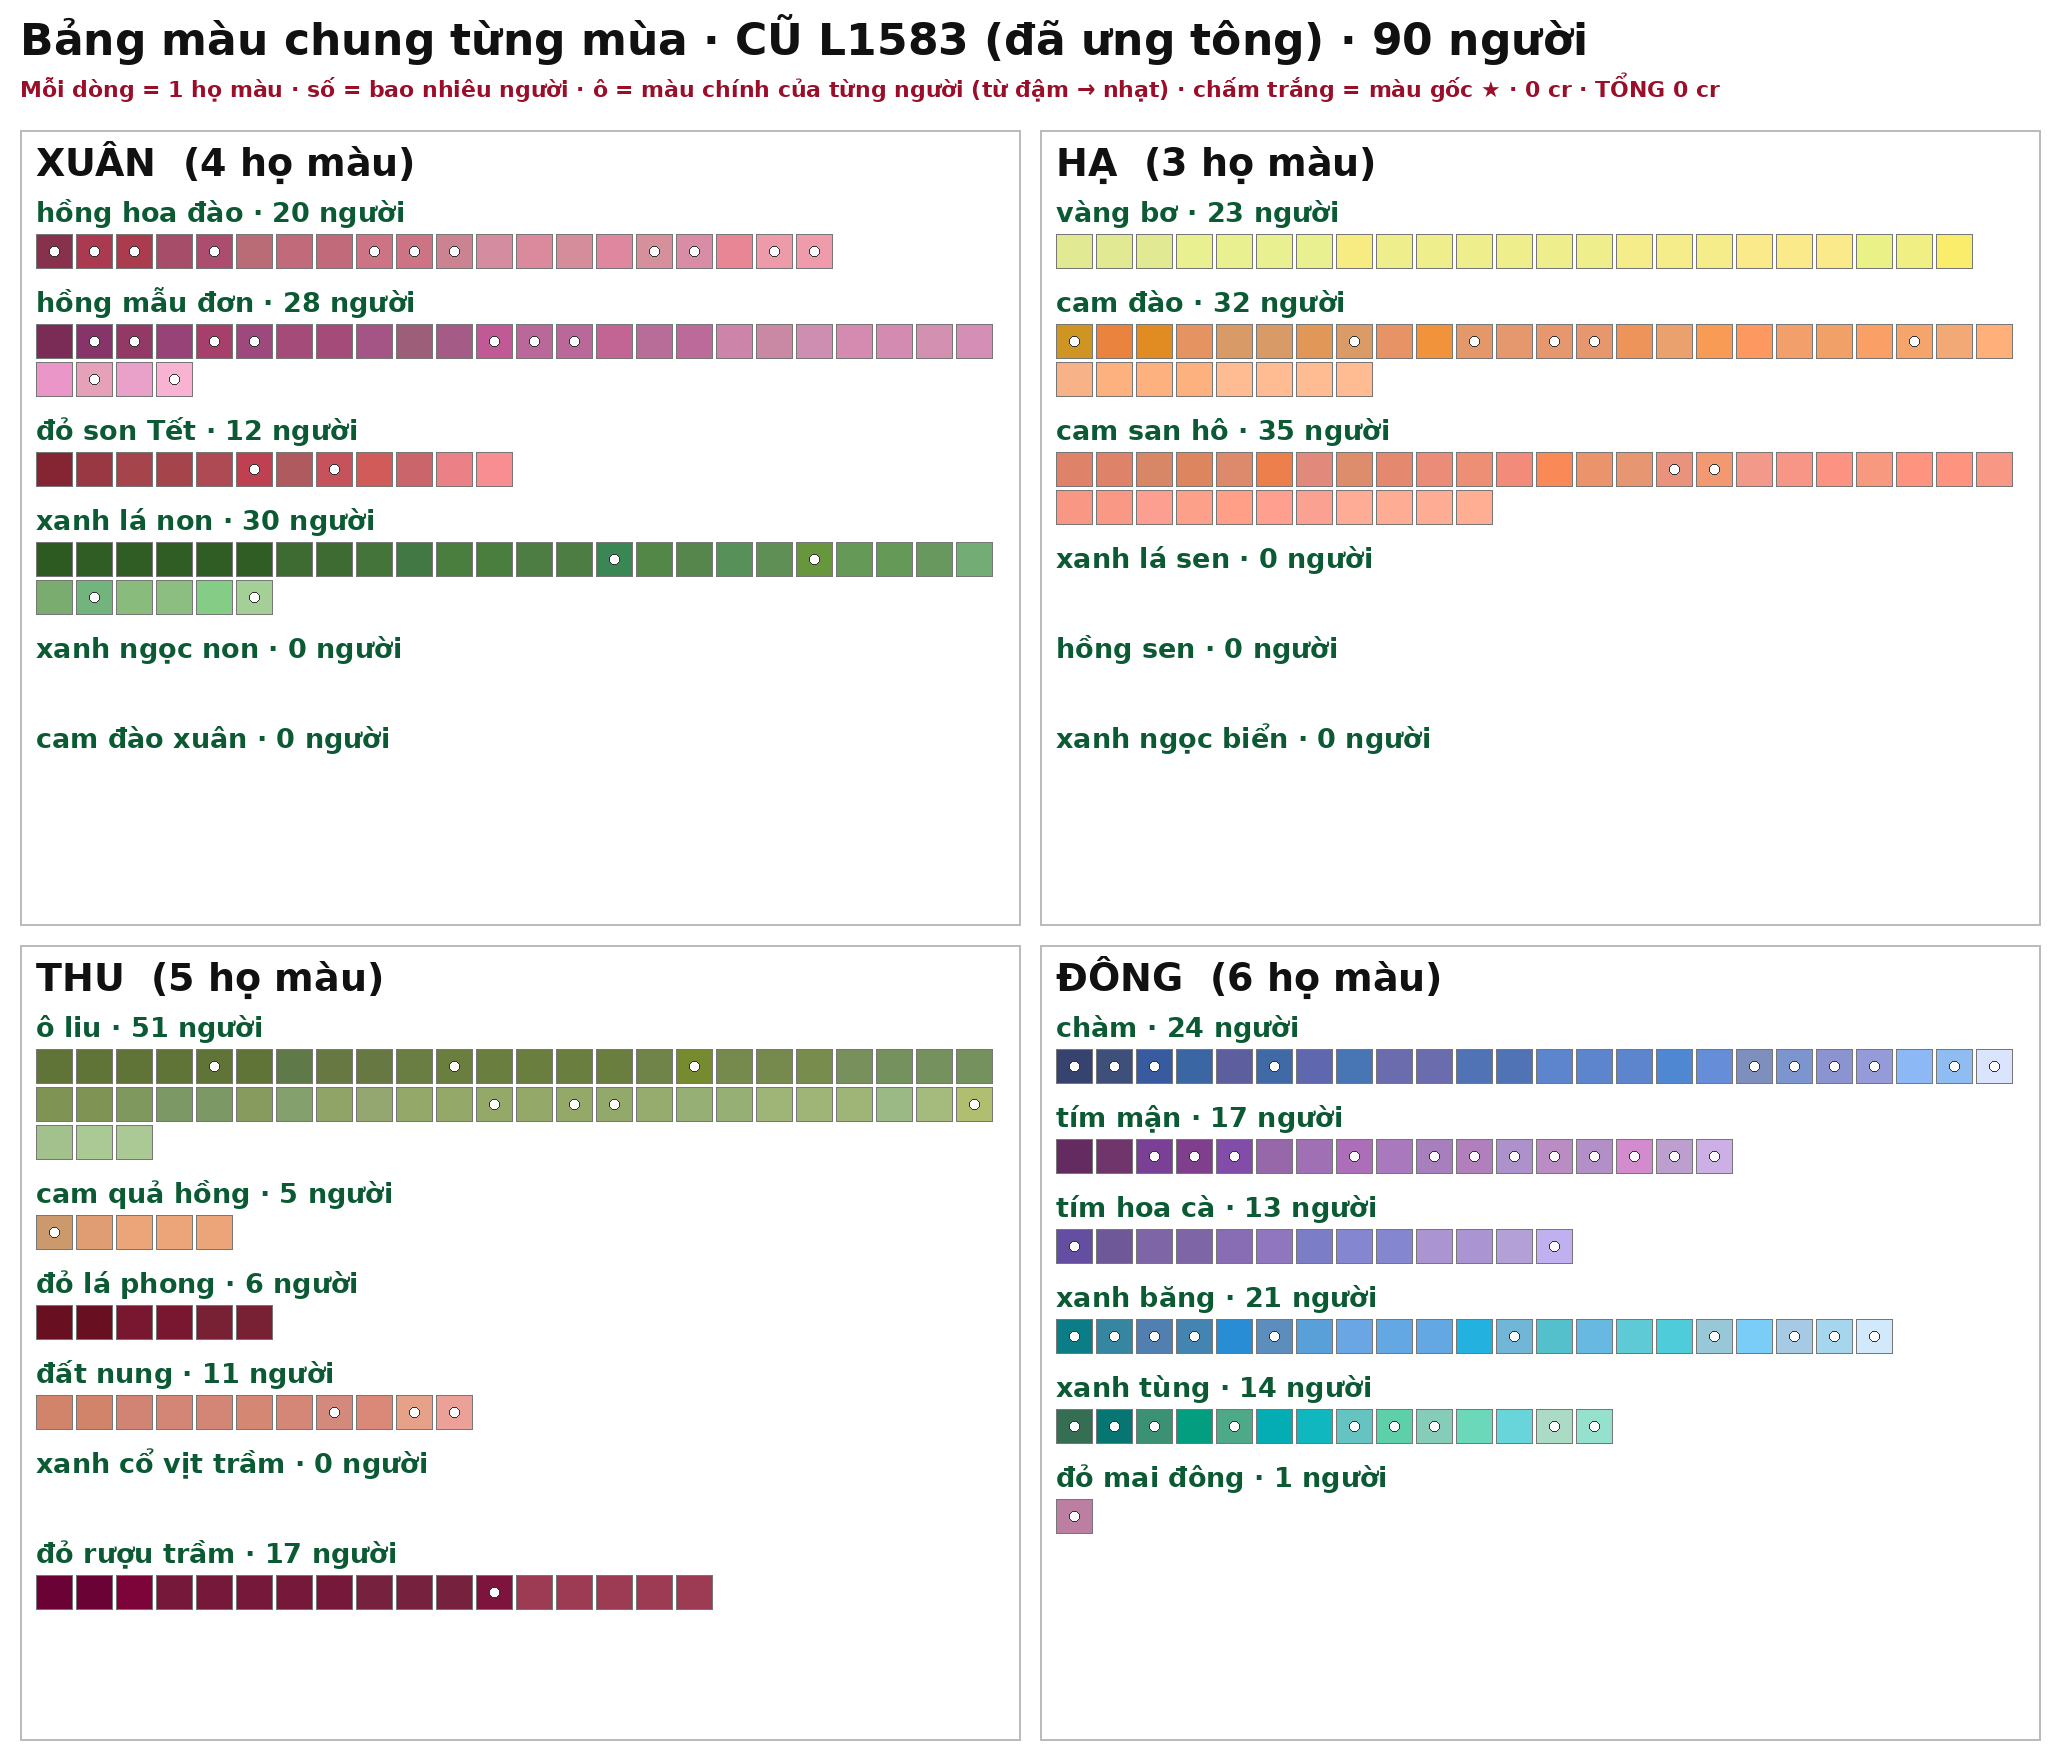 Bảng màu chung từng mùa · CŨ L1583 (đã ưng tông) · 90 người
Mỗi dòng = 1 họ màu · số = bao nhiêu người · ô = màu chính của từng người (từ đậm → nhạt) · chấm trắng = màu gốc ★ · 0 cr · TỔNG 0 cr
XUÂN (4 họ màu)
hồng hoa đào · 20 người
hồng mẫu đơn · 28 người
đỏ son Tết · 12 người
xanh lá non · 30 người
xanh ngọc non · 0 người
cam đào xuân · 0 người
HẠ (3 họ màu)
vàng bơ · 23 người
cam đào · 32 người
cam san hô · 35 người
xanh lá sen · 0 người
hồng sen · 0 người
xanh ngọc biển · 0 người
THU (5 họ màu)
ô liu · 51 người
cam quả hồng · 5 người
đỏ lá phong · 6 người
đất nung · 11 người
xanh cổ vịt trầm · 0 người
đỏ rượu trầm · 17 người
ĐÔNG (6 họ màu)
chàm · 24 người
tím mận · 17 người
tím hoa cà · 13 người
xanh băng · 21 người
xanh tùng · 14 người
đỏ mai đông · 1 người